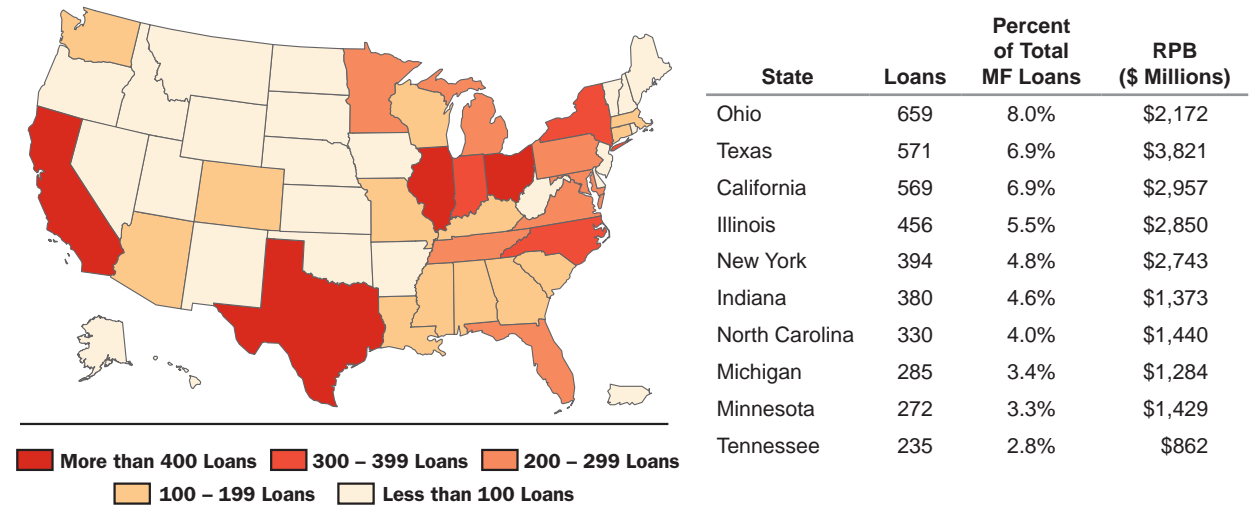 Percent
of Total
RPB
State Loans MF Loans ($ Millions)
Ohio 659 8.0% $2,172
Texas 571 6.9% $3,821
California 569 6.9% $2,957
Illinois 456 5.5% $2,850
New York 394 4.8% $2,743
Indiana 380 4.6% $1,373
North Carolina 330 4.0% $1,440
Michigan 285 3.4% $1,284
Minnesota 272 3.3% $1,429
Tennessee 235 2.8% $862
More than 400 Loans 300 – 399 Loans 200 – 299 Loans
100 – 199 Loans Less than 100 Loans